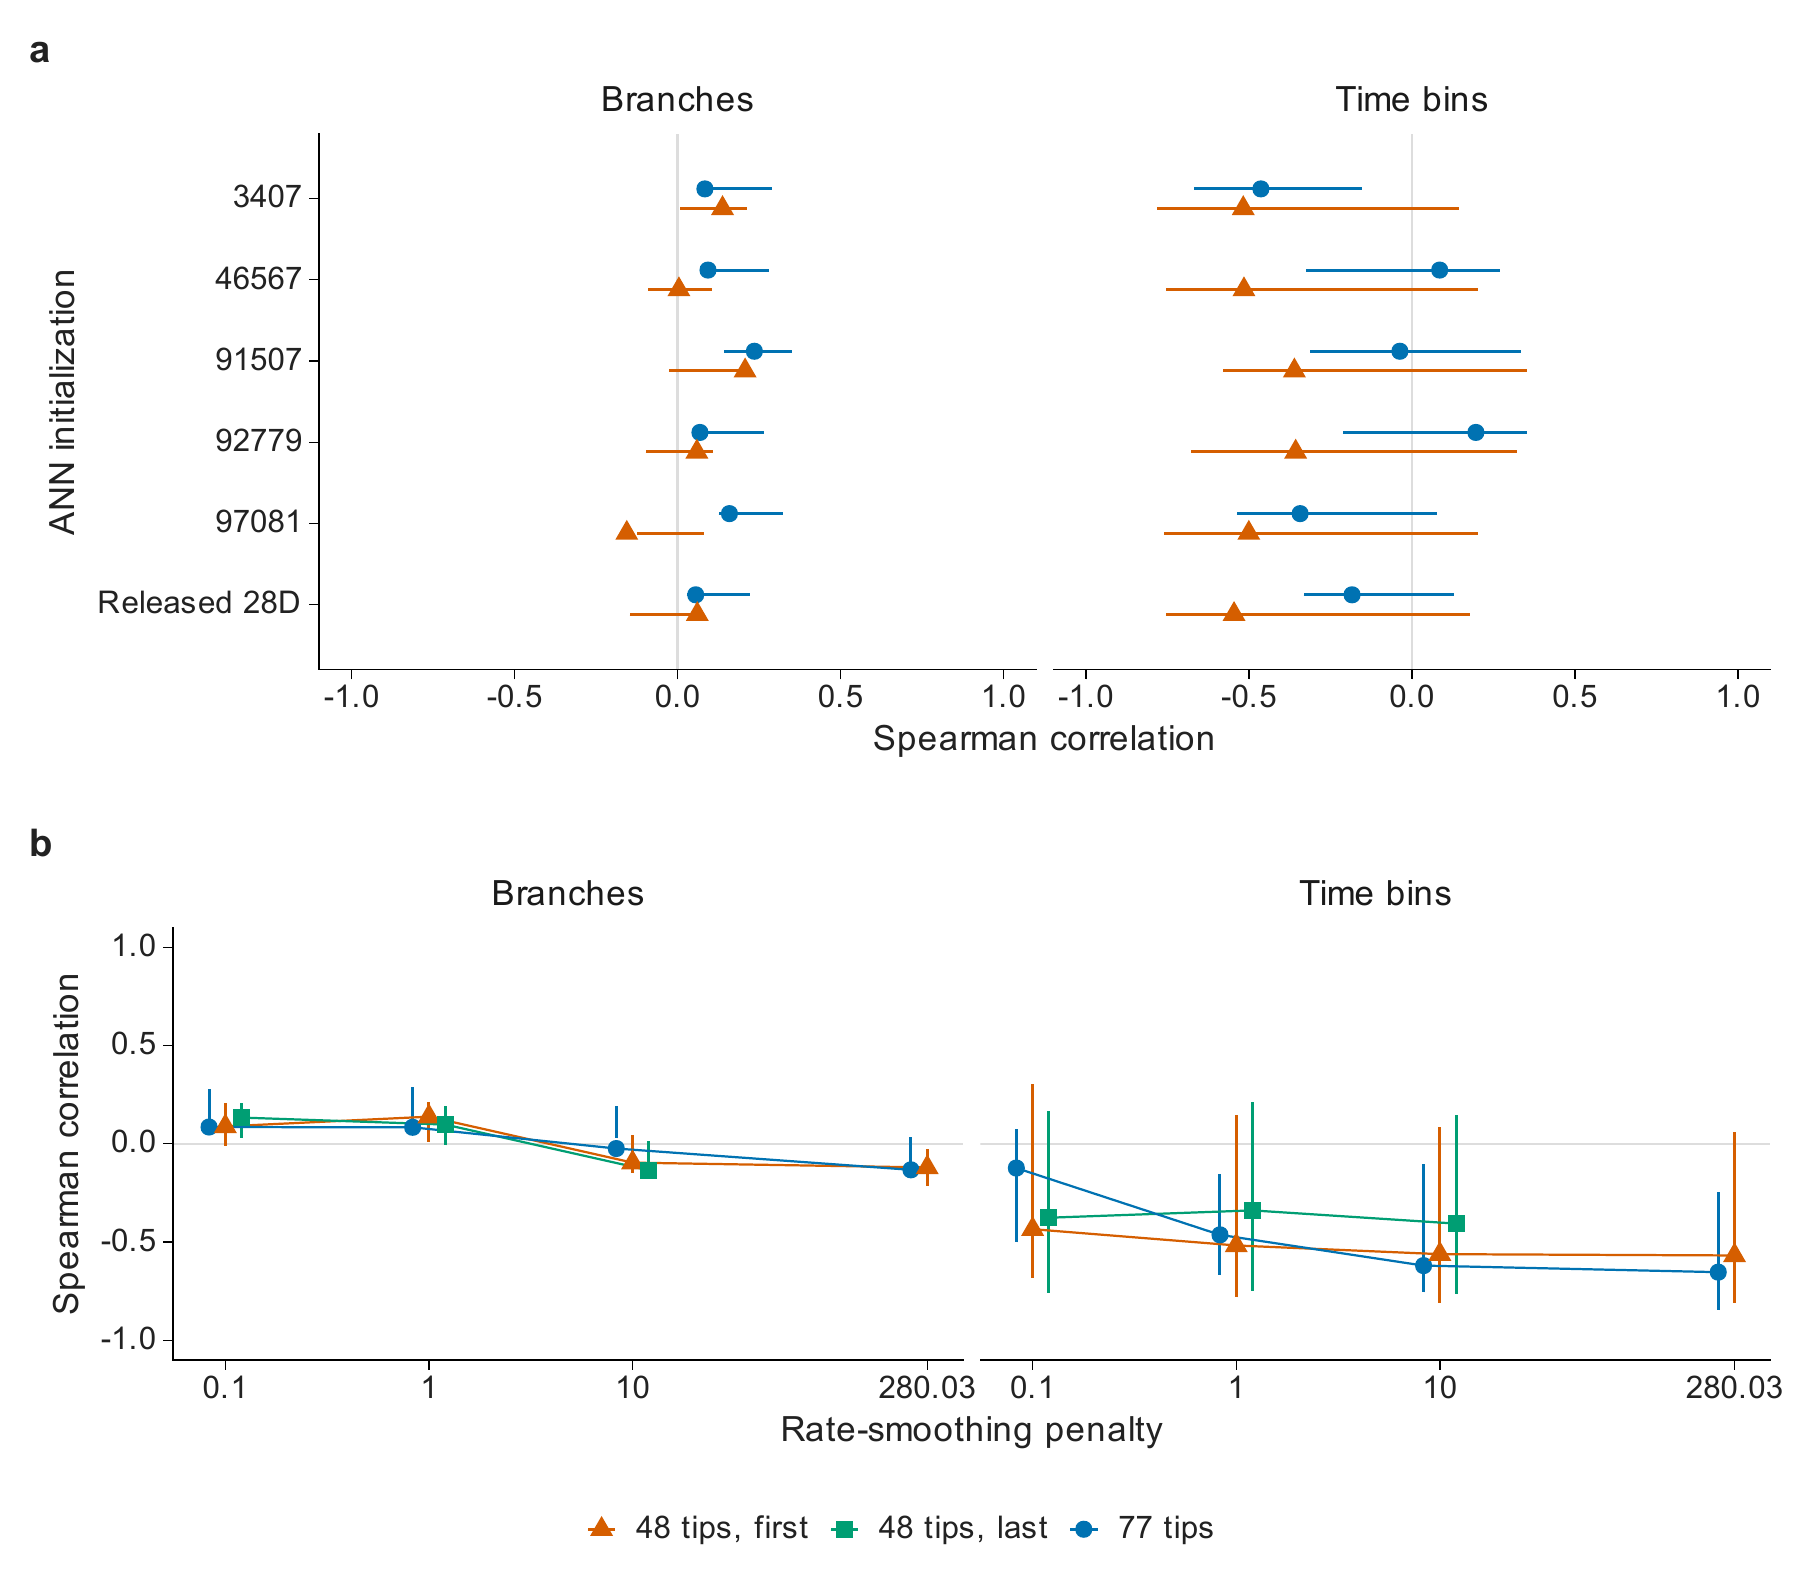 a
Branches
Time bins
ANN initialization
3407
46567
91507
92779
97081
Released 28D
-1.0 -0.5 0.0 0.5 1.0
-1.0 -0.5 0.0 0.5 1.0
Spearman correlation
b
Branches
Time bins
Spearman correlation
1.0
0.5
0.0
-0.5
-1.0
0.1 1 10 280.03
0.1 1 10 280.03
Rate-smoothing penalty
48 tips, first
48 tips, last
77 tips